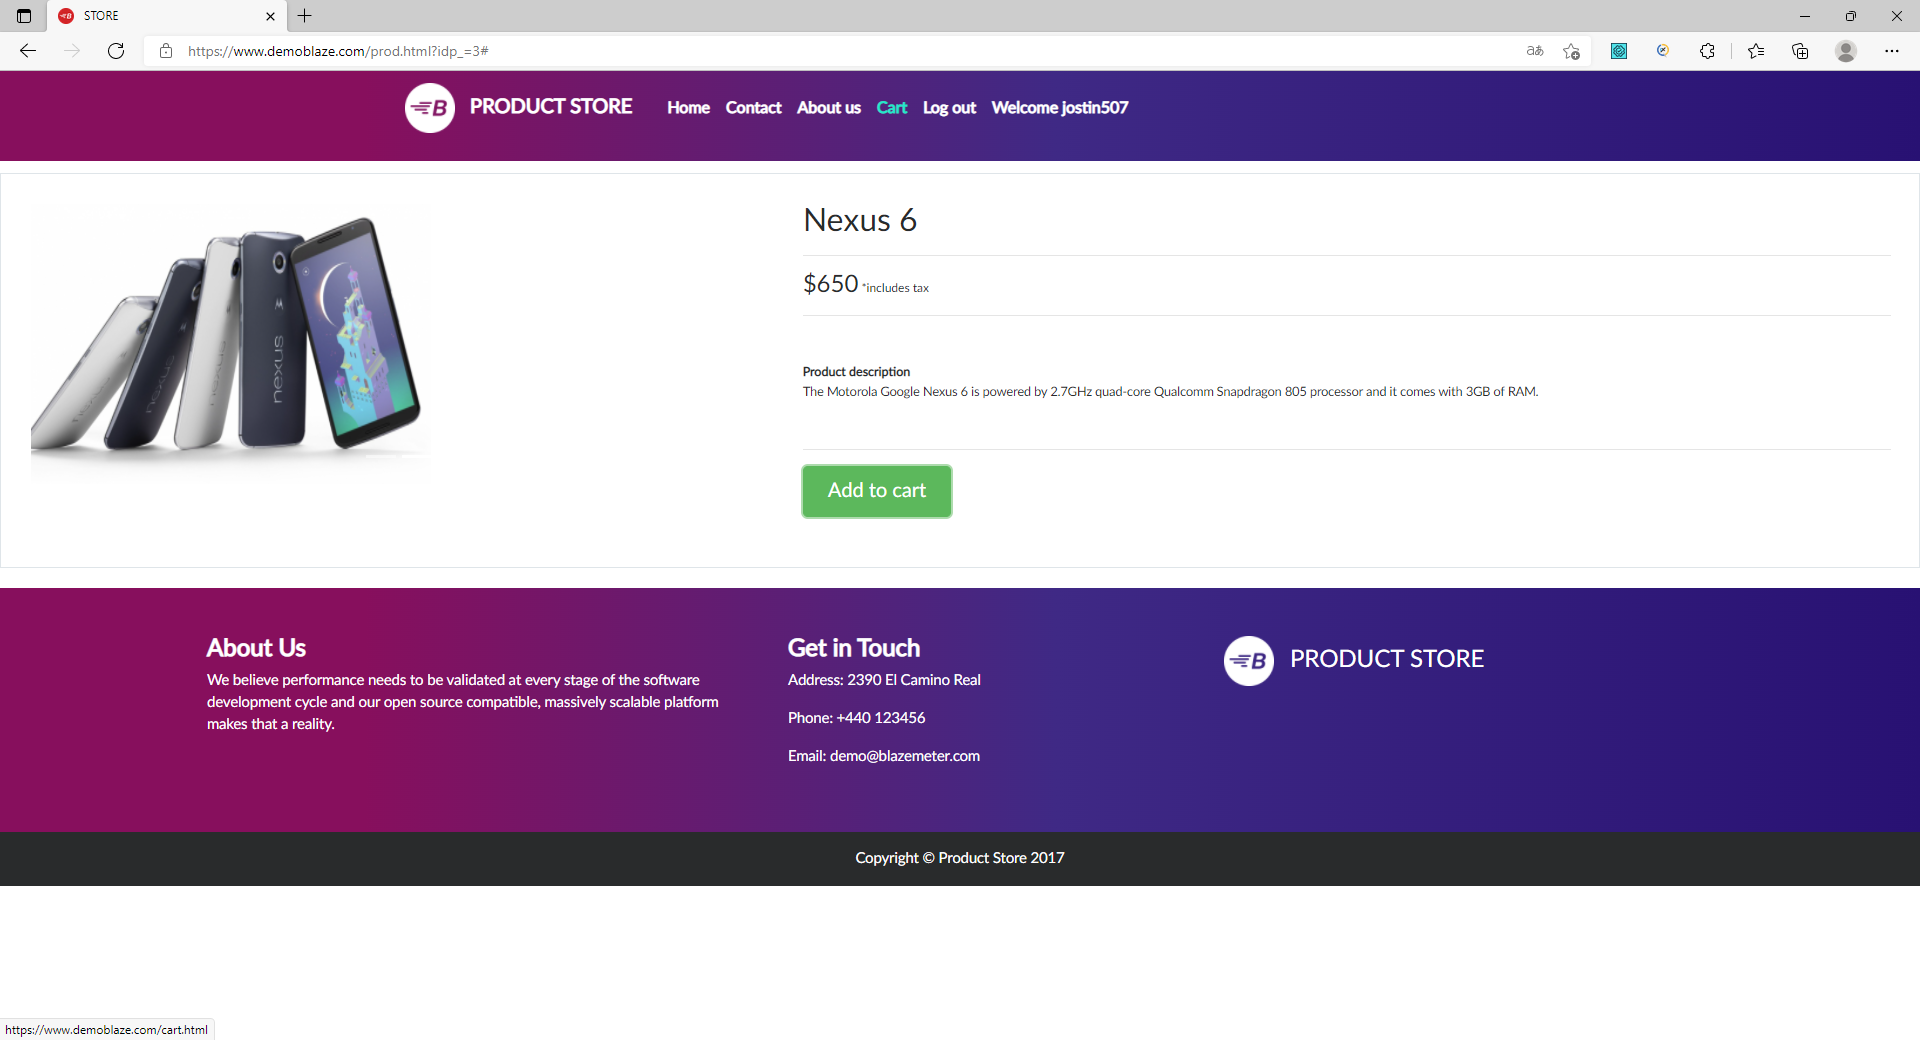 STORE
https://www.demoblaze.com/prod.html?idp_=3#
aあ
B PRODUCT STORE Home Contact About us Cart Log out Welcome jostin507
Nexus 6
$650 *includes tax
nexus
Product description
The Motorola Google Nexus 6 is powered by 2.7GHz quad-core Qualcomm Snapdragon 805 processor and it comes with 3GB of RAM.
Add to cart
About Us
We believe performance needs to be validated at every stage of the software
development cycle and our open source compatible, massively scalable platform
makes that a reality.
Get in Touch
Address: 2390 El Camino Real
Phone: +440 123456
Email: demo@blazemeter.com
B PRODUCT STORE
Copyright © Product Store 2017
https://www.demoblaze.com/cart.html